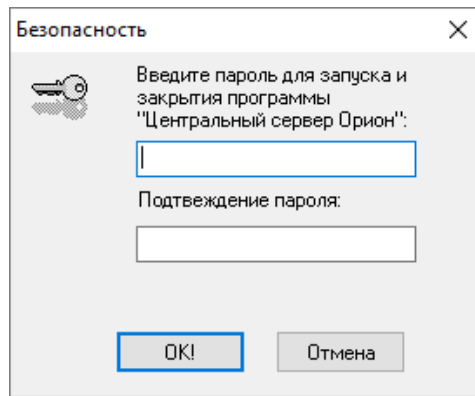 Безопасность
Введите пароль для запуска и
закрытия программы
"Центральный сервер Орион":
Подтвеждение пароля:
OK!
Отмена